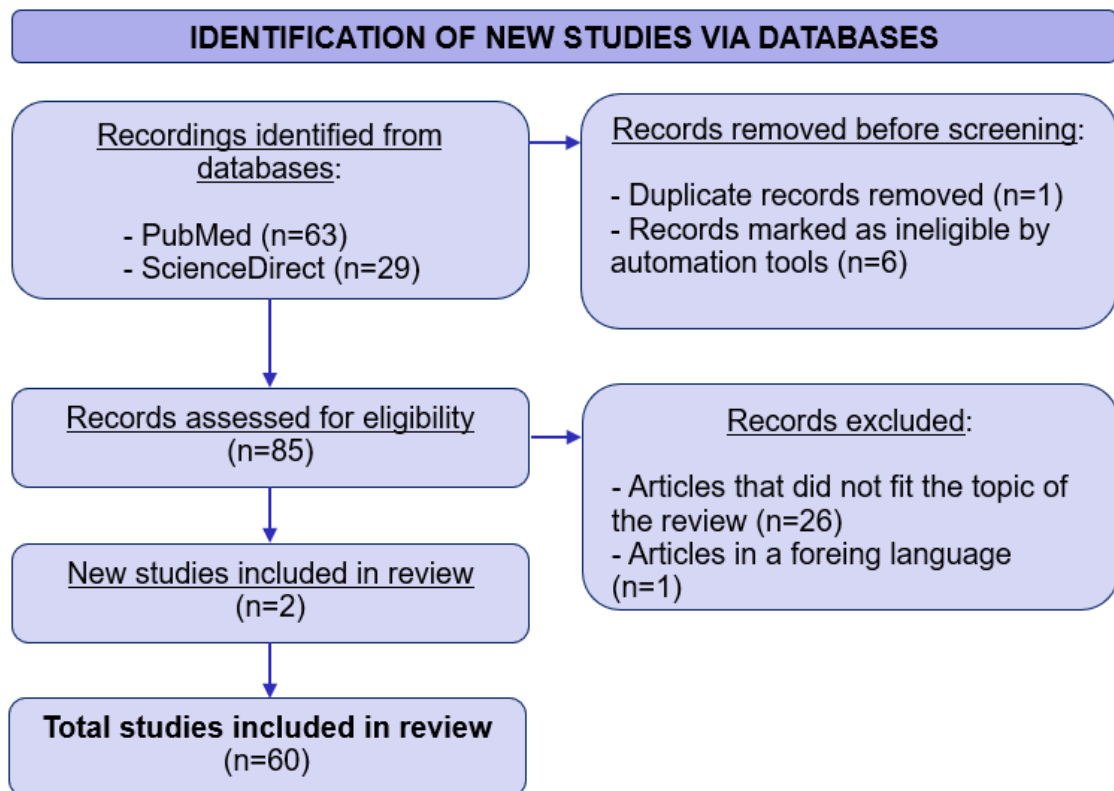 IDENTIFICATION OF NEW STUDIES VIA DATABASES
Recordings identified from
databases:
- PubMed (n=63)
- ScienceDirect (n=29)
Records removed before screening:
- Duplicate records removed (n=1)
- Records marked as ineligible by
automation tools (n=6)
Records assessed for eligibility
(n=85)
Records excluded:
- Articles that did not fit the topic of
the review (n=26)
- Articles in a foreing language
(n=1)
New studies included in review
(n=2)
Total studies included in review
(n=60)